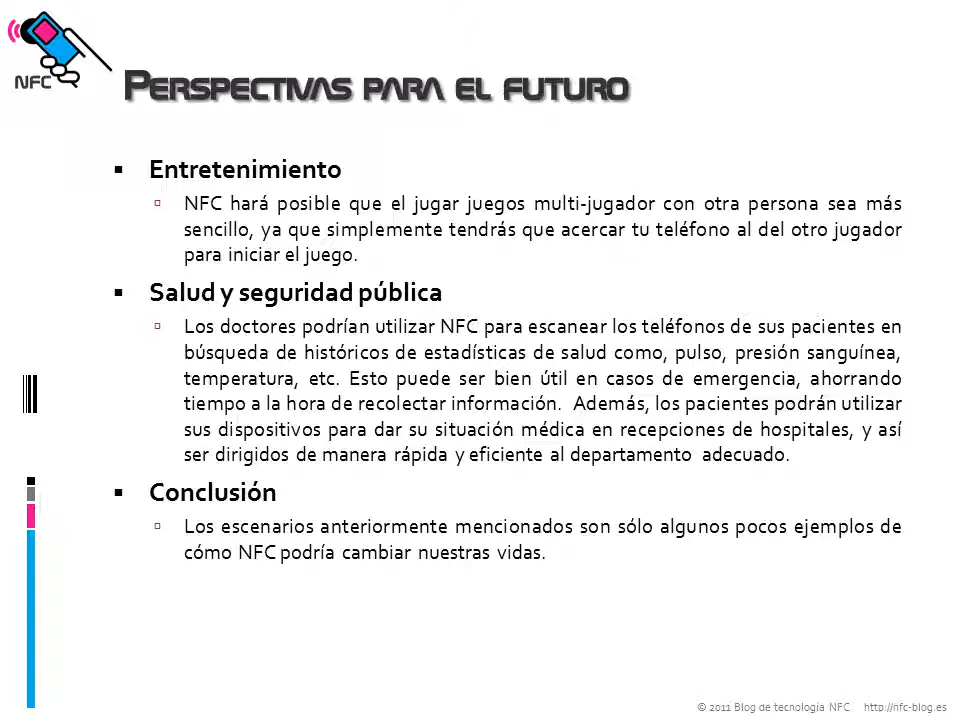 NFC
Perspectivas para el futuro
▪ Entretenimiento
▫ NFC hará posible que el jugar juegos multi-jugador con otra persona sea más
sencillo, ya que simplemente tendrás que acercar tu teléfono al del otro jugador
para iniciar el juego.
▪ Salud y seguridad pública
▫ Los doctores podrían utilizar NFC para escanear los teléfonos de sus pacientes en
búsqueda de históricos de estadísticas de salud como, pulso, presión sanguínea,
temperatura, etc. Esto puede ser bien útil en casos de emergencia, ahorrando
tiempo a la hora de recolectar información. Además, los pacientes podrán utilizar
sus dispositivos para dar su situación médica en recepciones de hospitales, y así
ser dirigidos de manera rápida y eficiente al departamento adecuado.
▪ Conclusión
▫ Los escenarios anteriormente mencionados son sólo algunos pocos ejemplos de
cómo NFC podría cambiar nuestras vidas.
© 2011 Blog de tecnología NFC http://nfc-blog.es